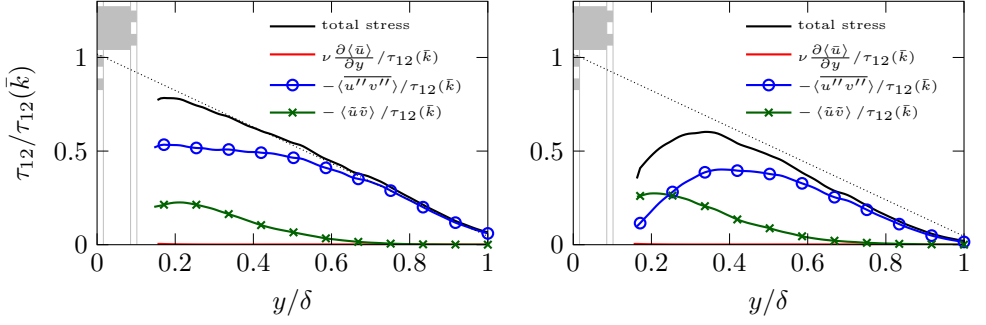 total stress
ν ∂⟨ū⟩/∂y /τ₁₂(k̄)
−⟨u′′v′′⟩/τ₁₂(k̄)
− ⟨ũṽ⟩ /τ₁₂(k̄)
1
0.5
0
0 0.2 0.4 0.6 0.8 1
y/δ
τ₁₂/τ₁₂(k̄)
total stress
ν ∂⟨ū⟩/∂y /τ₁₂(k̄)
−⟨u′′v′′⟩/τ₁₂(k̄)
− ⟨ũṽ⟩ /τ₁₂(k̄)
1
0.5
0
0 0.2 0.4 0.6 0.8 1
y/δ